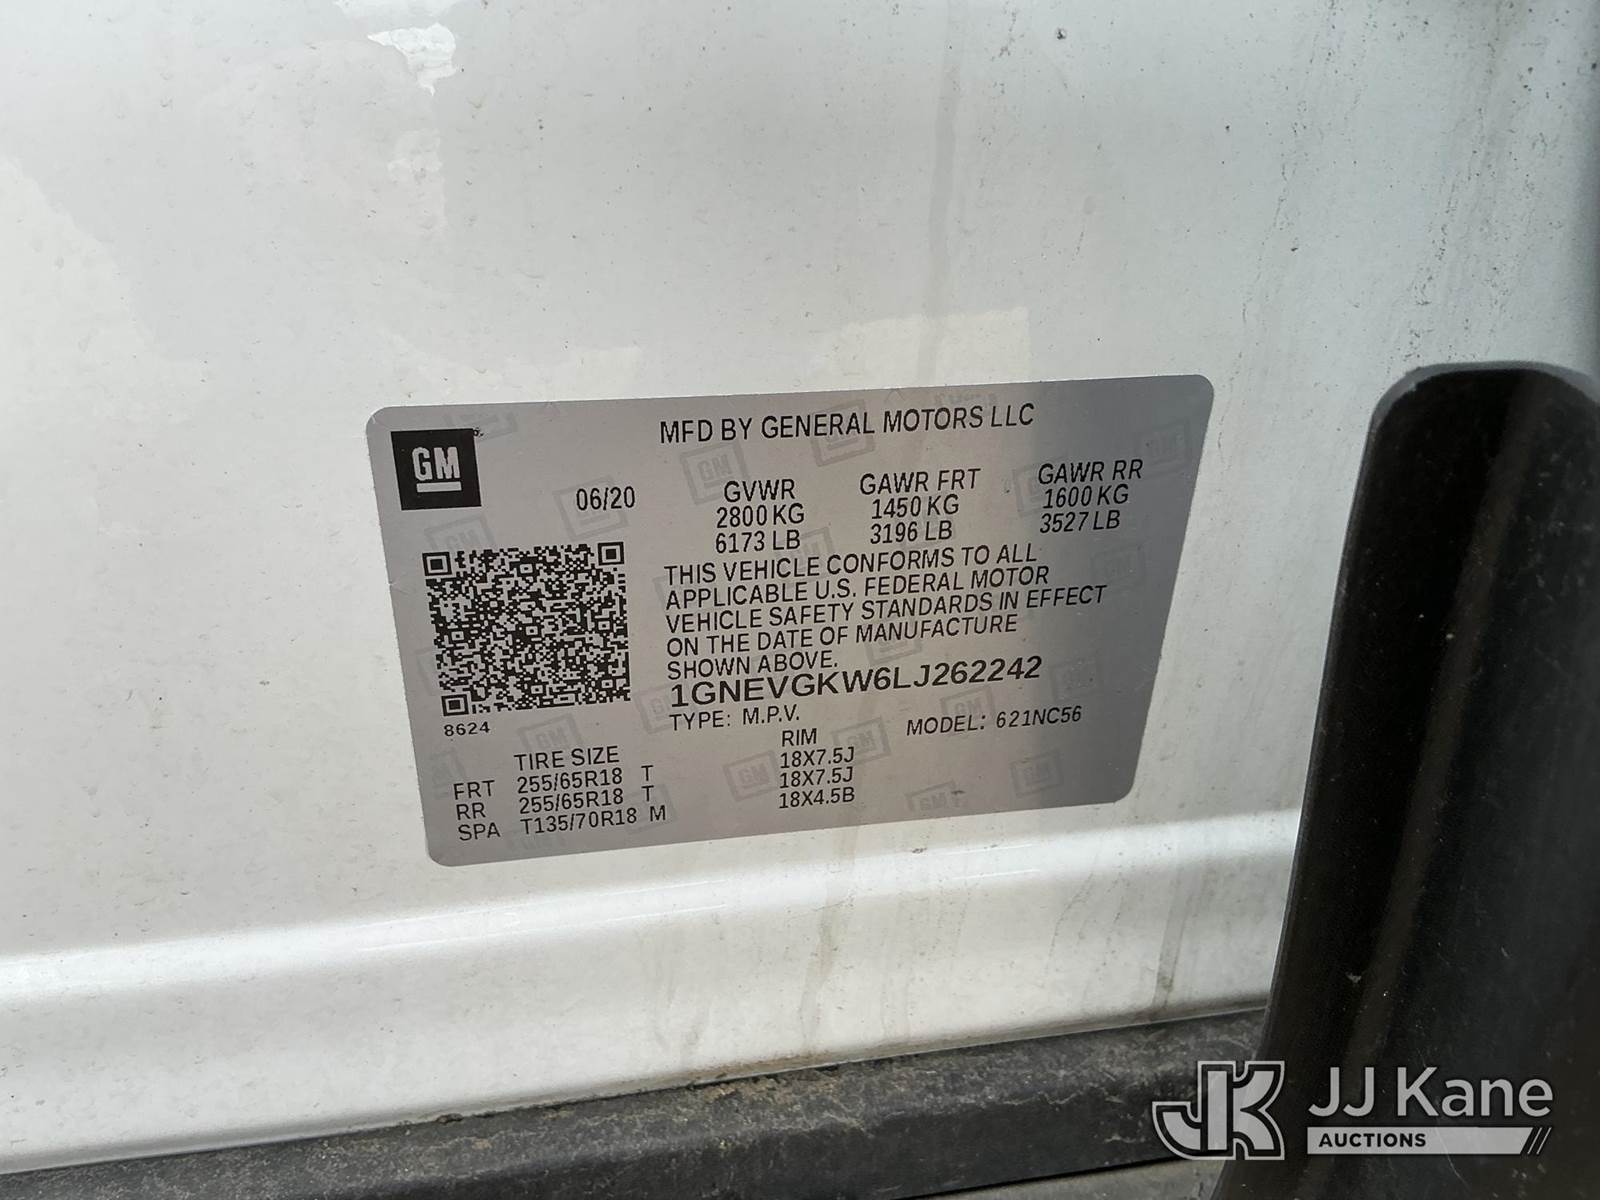 MFD BY GENERAL MOTORS LLC
GM
06/20
GVWR GAWR FRT GAWR RR
2800 KG 1450 KG 1600 KG
6173 LB 3196 LB 3527 LB
THIS VEHICLE CONFORMS TO ALL
APPLICABLE U.S. FEDERAL MOTOR
VEHICLE SAFETY STANDARDS IN EFFECT
ON THE DATE OF MANUFACTURE
SHOWN ABOVE.
1GNEVGKW6LJ262242
8624
TYPE: M.P.V. MODEL: 621NC56
TIRE SIZE RIM
FRT 255/65R18 T 18X7.5J
RR 255/65R18 T 18X7.5J
SPA T135/70R18 M 18X4.5B
JK JJ Kane
AUCTIONS